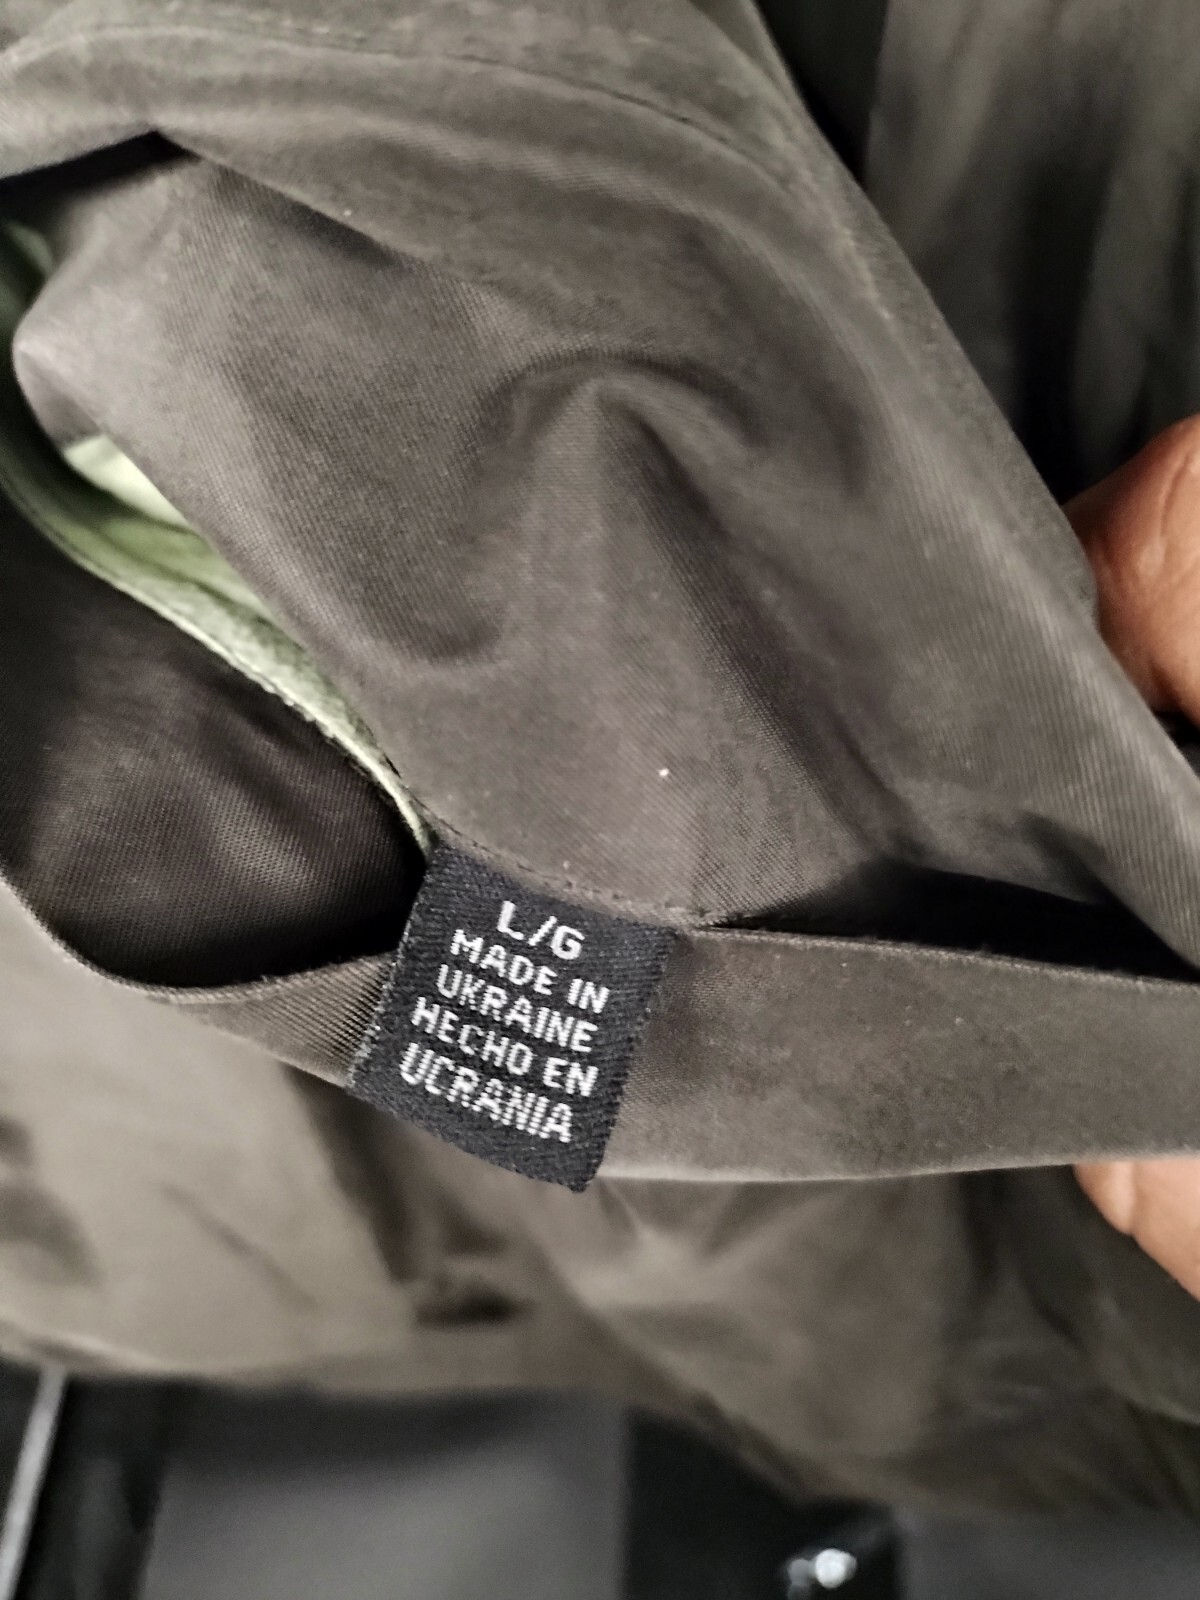 L/G
MADE IN
UKRAINE
HECHO EN
UCRANIA